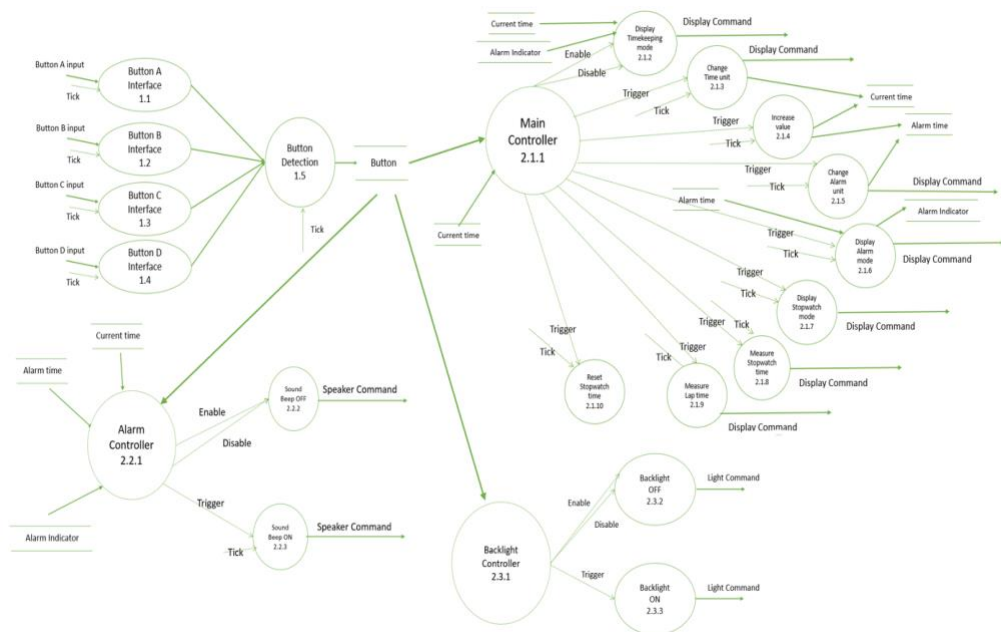 Button A input
Tick
Button A
Interface
1.1
Button B input
Tick
Button B
Interface
1.2
Button C input
Tick
Button C
Interface
1.3
Button D input
Tick
Button D
Interface
1.4
Button
Detection
1.5
Tick
Button
Current time
Alarm Indicator
Enable
Disable
Display
Timekeeping
mode
2.1.2
Display Command
Main
Controller
2.1.1
Current time
Trigger
Tick
Change
Time unit
2.1.3
Display Command
Current time
Trigger
Tick
Increase
value
2.1.4
Alarm time
Trigger
Tick
Change
Alarm
unit
2.1.5
Display Command
Alarm time
Alarm Indicator
Trigger
Tick
Display
Alarm
mode
2.1.6
Display Command
Trigger
Tick
Display
Stopwatch
mode
2.1.7
Display Command
Tick
Trigger
Measure
Stopwatch
time
2.1.8
Display Command
Trigger
Tick
Measure
Lap time
2.1.9
Display Command
Trigger
Tick
Reset
Stopwatch
time
2.1.10
Current time
Alarm time
Alarm
Controller
2.2.1
Alarm Indicator
Enable
Disable
Sound
Beep OFF
2.2.2
Speaker Command
Trigger
Tick
Sound
Beep ON
2.2.3
Speaker Command
Backlight
Controller
2.3.1
Enable
Disable
Backlight
OFF
2.3.2
Light Command
Trigger
Backlight
ON
2.3.3
Light Command